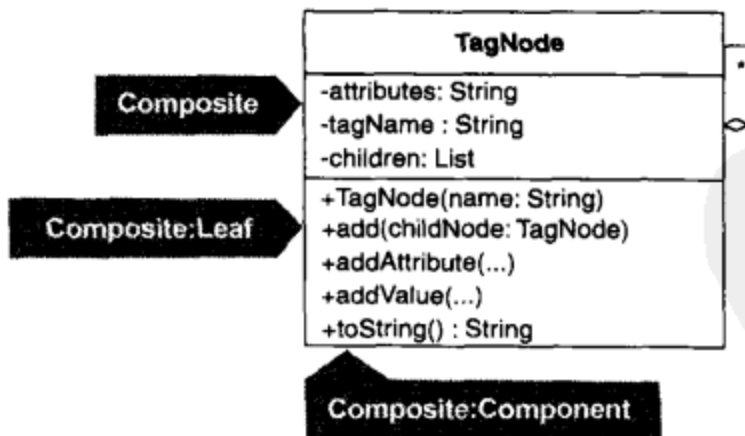 TagNode
*
Composite
-attributes: String
-tagName : String
-children: List
Composite:Leaf
+TagNode(name: String)
+add(childNode: TagNode)
+addAttribute(...)
+addValue(...)
+toString() : String
Composite:Component